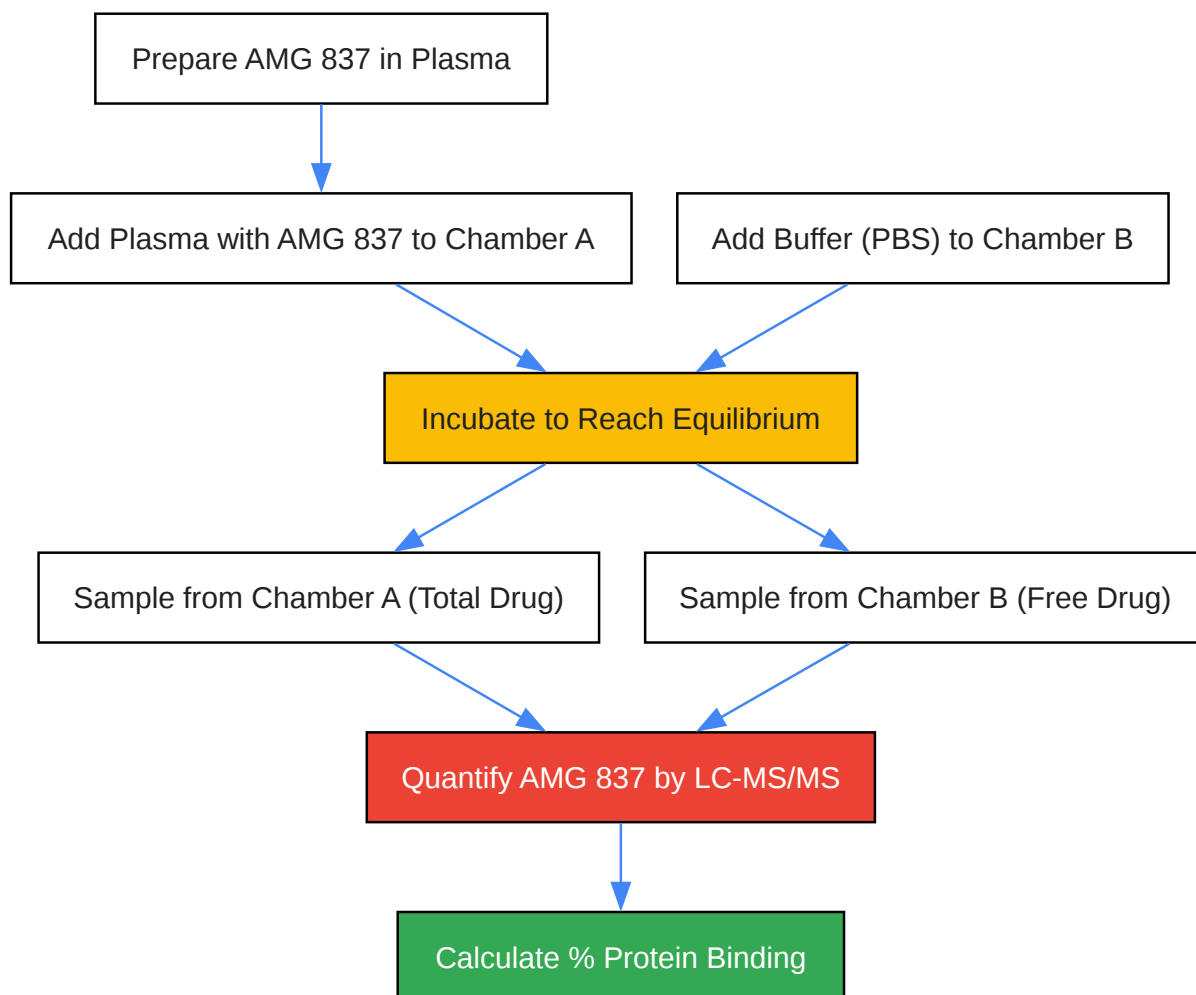 Prepare AMG 837 in Plasma
Add Plasma with AMG 837 to Chamber A
Add Buffer (PBS) to Chamber B
Incubate to Reach Equilibrium
Sample from Chamber A (Total Drug)
Sample from Chamber B (Free Drug)
Quantify AMG 837 by LC-MS/MS
Calculate % Protein Binding